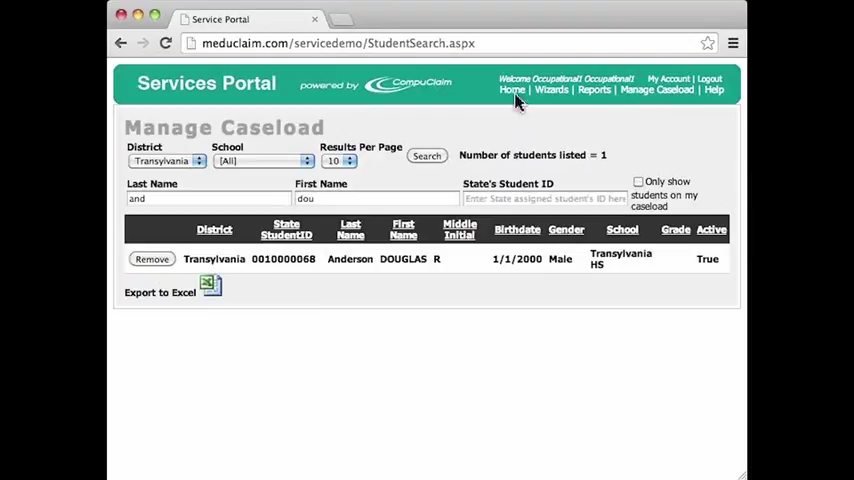 Service Portal
meduclaim.com/servicedemo/StudentSearch.aspx
Services Portal powered by CompuClaim
Welcome Occupational1 Occupational1 My Account | Logout
Home | Wizards | Reports | Manage Caseload | Help
Manage Caseload
District School Results Per Page
Transylvania [All] 10 Search Number of students listed = 1
Last Name First Name State's Student ID Only show students on my caseload
and dou Enter State assigned student's ID here
District State StudentID Last Name First Name Middle Initial Birthdate Gender School Grade Active
Remove Transylvania 0010000068 Anderson DOUGLAS R 1/1/2000 Male Transylvania HS True
Export to Excel